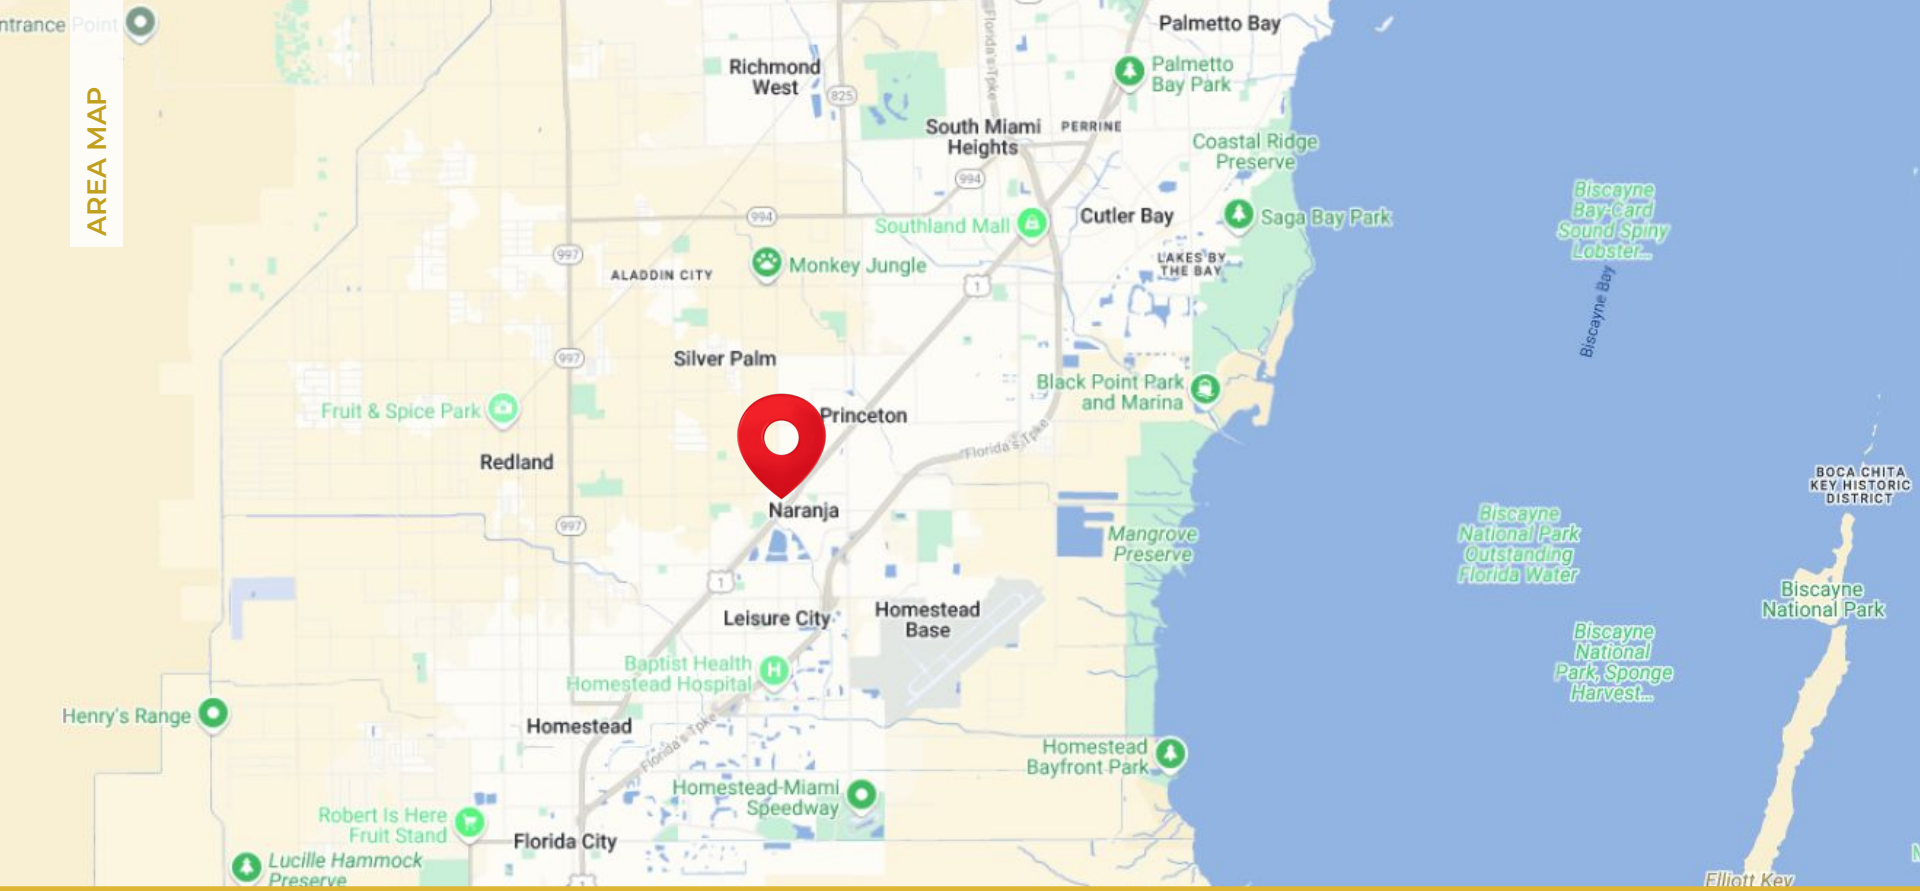 ntrance Point
AREA MAP
Palmetto Bay
Richmond
West
Palmetto
Bay Park
825
Florida's Tpke
South Miami
Heights
PERRINE
Coastal Ridge
Preserve
994
Biscayne
Bay-Card
Sound Spiny
Lobster...
994
Southland Mall
Cutler Bay
Saga Bay Park
997
ALADDIN CITY
Monkey Jungle
LAKES BY
THE BAY
1
Biscayne Bay
997
Silver Palm
Black Point Park
and Marina
Fruit & Spice Park
Princeton
Florida's Tpke
Redland
BOCA CHITA
KEY HISTORIC
DISTRICT
Naranja
997
Mangrove
Preserve
Biscayne
National Park
Outstanding
Florida Water
1
Leisure City
Homestead
Base
Biscayne
National Park
Biscayne
National
Park, Sponge
Harvest...
Baptist Health
Homestead Hospital
Henry's Range
Homestead
Florida's Tpke
Homestead
Bayfront Park
Homestead-Miami
Speedway
Robert Is Here
Fruit Stand
Florida City
Lucille Hammock
Preserve
1
Elliott Key